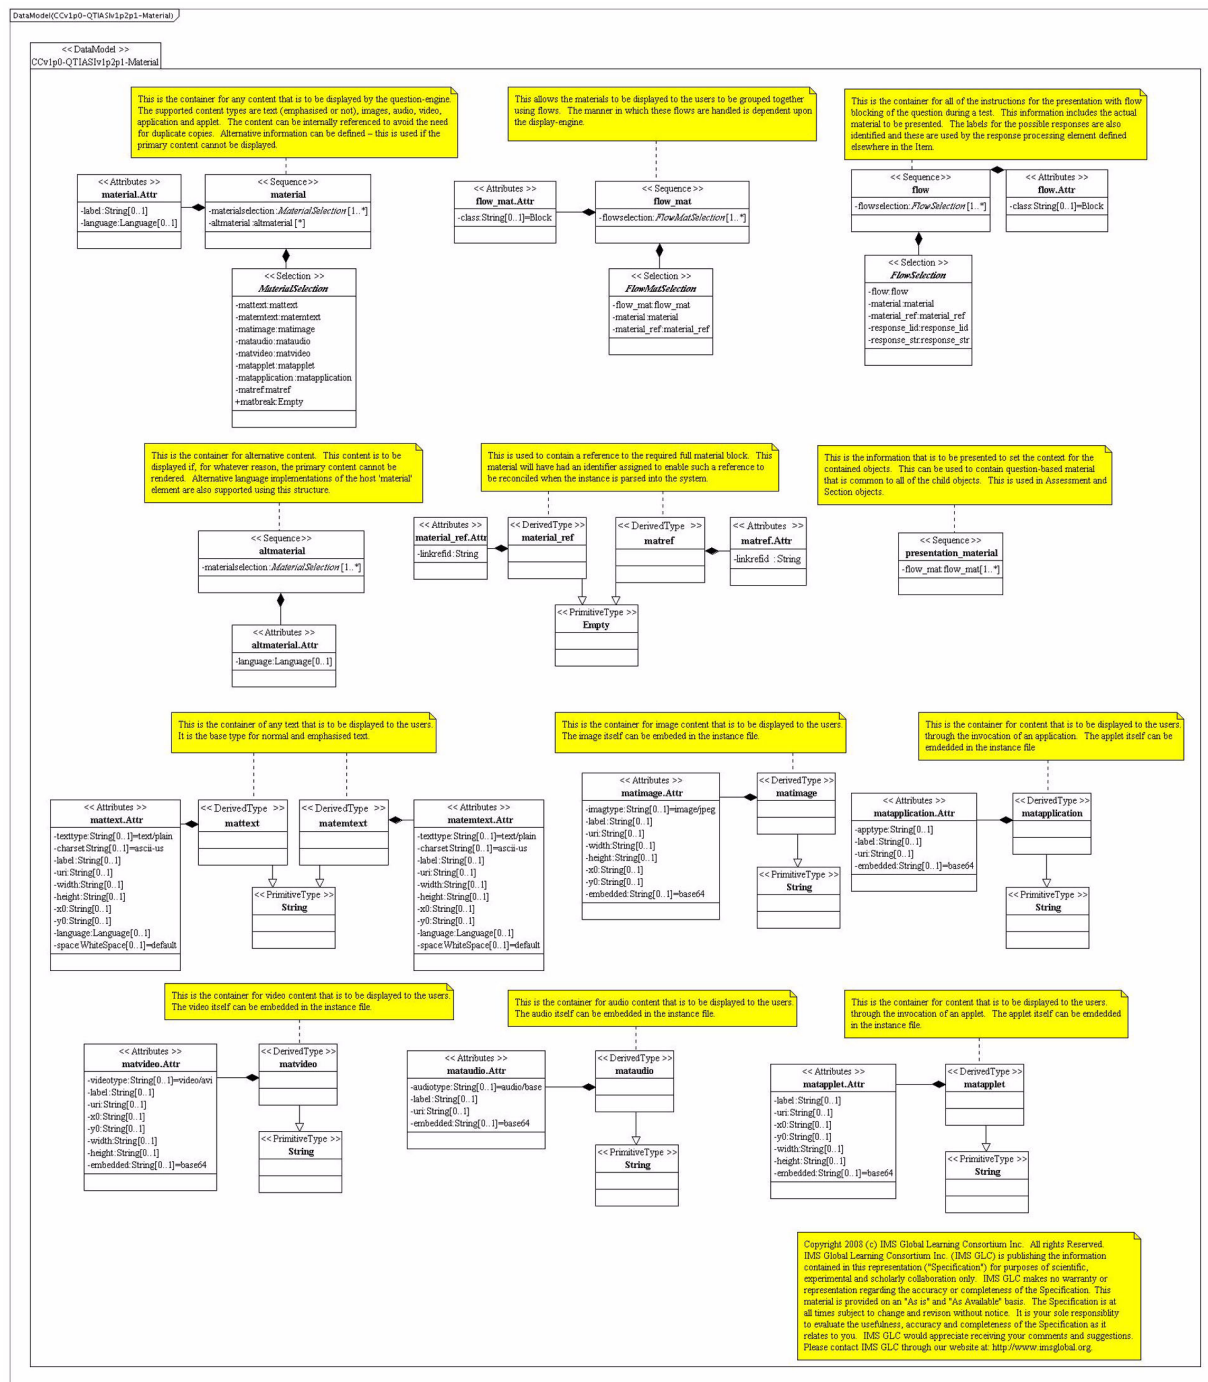 DataModel(CCv1p0-QTIASIv1p2p1-Material)
<< DataModel >>
CCv1p0-QTIASIv1p2p1-Material
This is the container for any content that is to be displayed by the question-engine.
The supported content types are text (emphasised or not), images, audio, video,
application and applet. The content can be internally referenced to avoid the need
for duplicate copies. Alternative information can be defined – this is used if the
primary content cannot be displayed.
<< Attributes >>
material.Attr
-label:String[0..1]
-language:Language[0..1]
<< Sequence>>
material
-materialselection:MaterialSelection [1..*]
-altmaterial:altmaterial [*]
<< Selection >>
MaterialSelection
-mattext:mattext
-matemtext:matemtext
-matimage:matimage
-mataudio:mataudio
-matvideo:matvideo
-matapplet:matapplet
-matapplication:matapplication
-matref:matref
+matbreak:Empty
This allows the materials to be displayed to the users to be grouped together
using flows. The manner in which these flows are handled is dependent upon
the display-engine.
<< Attributes >>
flow_mat.Attr
-class:String[0..1]=Block
<< Sequence >>
flow_mat
-flowselection:FlowMatSelection [1..*]
<< Selection >>
FlowMatSelection
-flow_mat:flow_mat
-material:material
-material_ref:material_ref
This is the container for all of the instructions for the presentation with flow
blocking of the question during a test. This information includes the actual
material to be presented. The labels for the possible responses are also
identified and these are used by the response processing element defined
elsewhere in the Item.
<< Sequence>>
flow
-flowselection:FlowSelection [1..*]
<< Attributes >>
flow.Attr
-class:String[0..1]=Block
<< Selection >>
FlowSelection
-flow:flow
-material:material
-material_ref:material_ref
-response_lid:response_lid
-response_str:response_str
This is the container for alternative content. This content is to be
displayed if, for whatever reason, the primary content cannot be
rendered. Alternative language implementations of the host 'material'
element are also supported using this structure.
<< Sequence>>
altmaterial
-materialselection:MaterialSelection [1..*]
<< Attributes >>
altmaterial.Attr
-language:Language[0..1]
This is used to contain a reference to the required full material block. This
material will have had an identifier assigned to enable such a reference to
be reconciled when the instance is parsed into the system.
<< Attributes >>
material_ref.Attr
-linkrefid :String
<< DerivedType >>
material_ref
<< DerivedType >>
matref
<< Attributes >>
matref.Attr
-linkrefid :String
<< PrimitiveType >>
Empty
This is the information that is to be presented to set the context for the
contained objects. This can be used to contain question-based material
that is common to all of the child objects. This is used in Assessment and
Section objects.
<< Sequence >>
presentation_material
-flow_mat:flow_mat[1..*]
This is the container of any text that is to be displayed to the users.
It is the base type for normal and emphasised text.
<< Attributes >>
mattext.Attr
-texttype:String[0..1]=text/plain
-charset:String[0..1]=ascii-us
-label:String[0..1]
-uri:String[0..1]
-width:String[0..1]
-height:String[0..1]
-x0:String[0..1]
-y0:String[0..1]
-language:Language[0..1]
-space:WhiteSpace[0..1]=default
<< DerivedType >>
mattext
<< DerivedType >>
matemtext
<< PrimitiveType >>
String
<< Attributes >>
matemtext.Attr
-texttype:String[0..1]=text/plain
-charset:String[0..1]=ascii-us
-label:String[0..1]
-uri:String[0..1]
-width:String[0..1]
-height:String[0..1]
-x0:String[0..1]
-y0:String[0..1]
-language:Language[0..1]
-space:WhiteSpace[0..1]=default
This is the container for image content that is to be displayed to the users.
The image itself can be embeded in the instance file.
<< Attributes >>
matimage.Attr
-imagtype:String[0..1]=image/jpeg
-label:String[0..1]
-uri:String[0..1]
-width:String[0..1]
-height:String[0..1]
-x0:String[0..1]
-y0:String[0..1]
-embedded:String[0..1]=base64
<< DerivedType >>
matimage
<< PrimitiveType >>
String
This is the container for content that is to be displayed to the users.
through the invocation of an application. The applet itself can be
emdedded in the instance file
<< Attributes >>
matapplication.Attr
-apptype:String[0..1]
-label:String[0..1]
-uri:String[0..1]
-embedded:String[0..1]=base64
<< DerivedType >>
matapplication
<< PrimitiveType >>
String
This is the container for video content that is to be displayed to the users.
The video itself can be embedded in the instance file.
<< Attributes >>
matvideo.Attr
-videotype:String[0..1]=video/avi
-label:String[0..1]
-uri:String[0..1]
-x0:String[0..1]
-y0:String[0..1]
-width:String[0..1]
-height:String[0..1]
-embedded:String[0..1]=base64
<< DerivedType >>
matvideo
<< PrimitiveType >>
String
This is the container for audio content that is to be displayed to the users.
The audio itself can be embedded in the instance file.
<< Attributes >>
mataudio.Attr
-audiotype:String[0..1]=audio/base
-label:String[0..1]
-uri:String[0..1]
-embedded:String[0..1]=base64
<< DerivedType >>
mataudio
<< PrimitiveType >>
String
This is the container for content that is to be displayed to the users.
through the invocation of an applet. The applet itself can be emdedded
in the instance file.
<< Attributes >>
matapplet.Attr
-label:String[0..1]
-uri:String[0..1]
-x0:String[0..1]
-y0:String[0..1]
-width:String[0..1]
-height:String[0..1]
-embedded:String[0..1]=base64
<< DerivedType >>
matapplet
<< PrimitiveType >>
String
Copyright 2008 (c) IMS Global Learning Consortium Inc. All rights Reserved.
IMS Global Learning Consortium Inc. (IMS GLC) is publishing the information
contained in this representation ("Specification") for purposes of scientific,
experimental and scholarly collaboration only. IMS GLC makes no warranty or
representation regarding the accuracy or completeness of the Specification. This
material is provided on an "As is" and "As Available" basis. The Specification is at
all times subject to change and revison without notice. It is your sole responsiblity
to evaluate the usefulness, accuracy and completeness of the Specification as it
relates to you. IMS GLC would appreciate receiving your comments and suggestions.
Please contact IMS GLC through our website at: http://www.imsglobal.org.